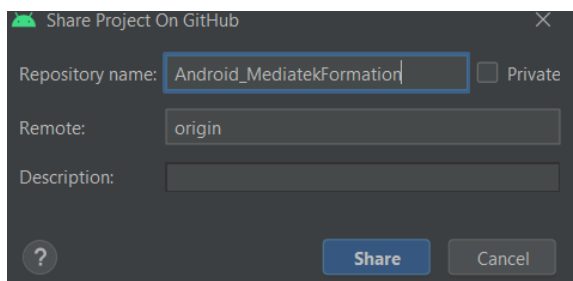 Share Project On GitHub
Repository name: Android_MediatekFormation Private
Remote: origin
Description:
? Share Cancel